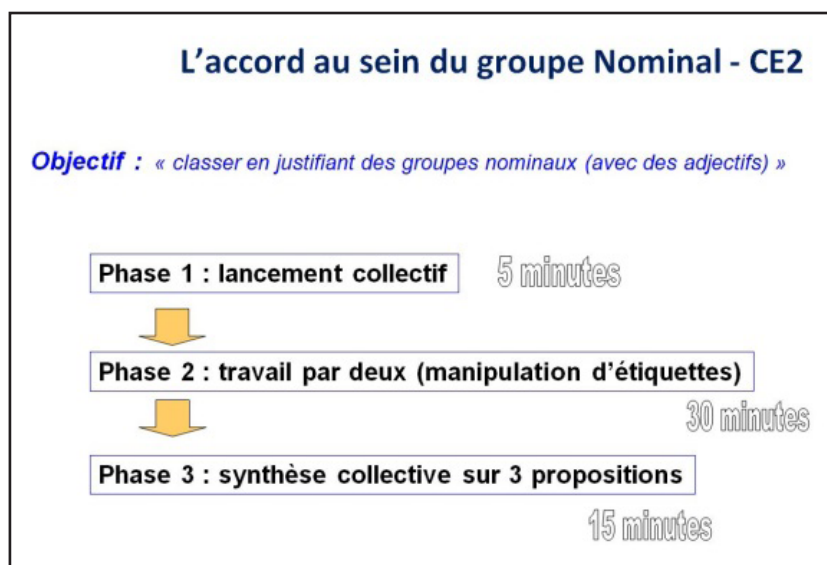 L'accord au sein du groupe Nominal - CE2
Objectif : « classer en justifiant des groupes nominaux (avec des adjectifs) »
Phase 1 : lancement collectif
5 minutes
Phase 2 : travail par deux (manipulation d'étiquettes)
30 minutes
Phase 3 : synthèse collective sur 3 propositions
15 minutes